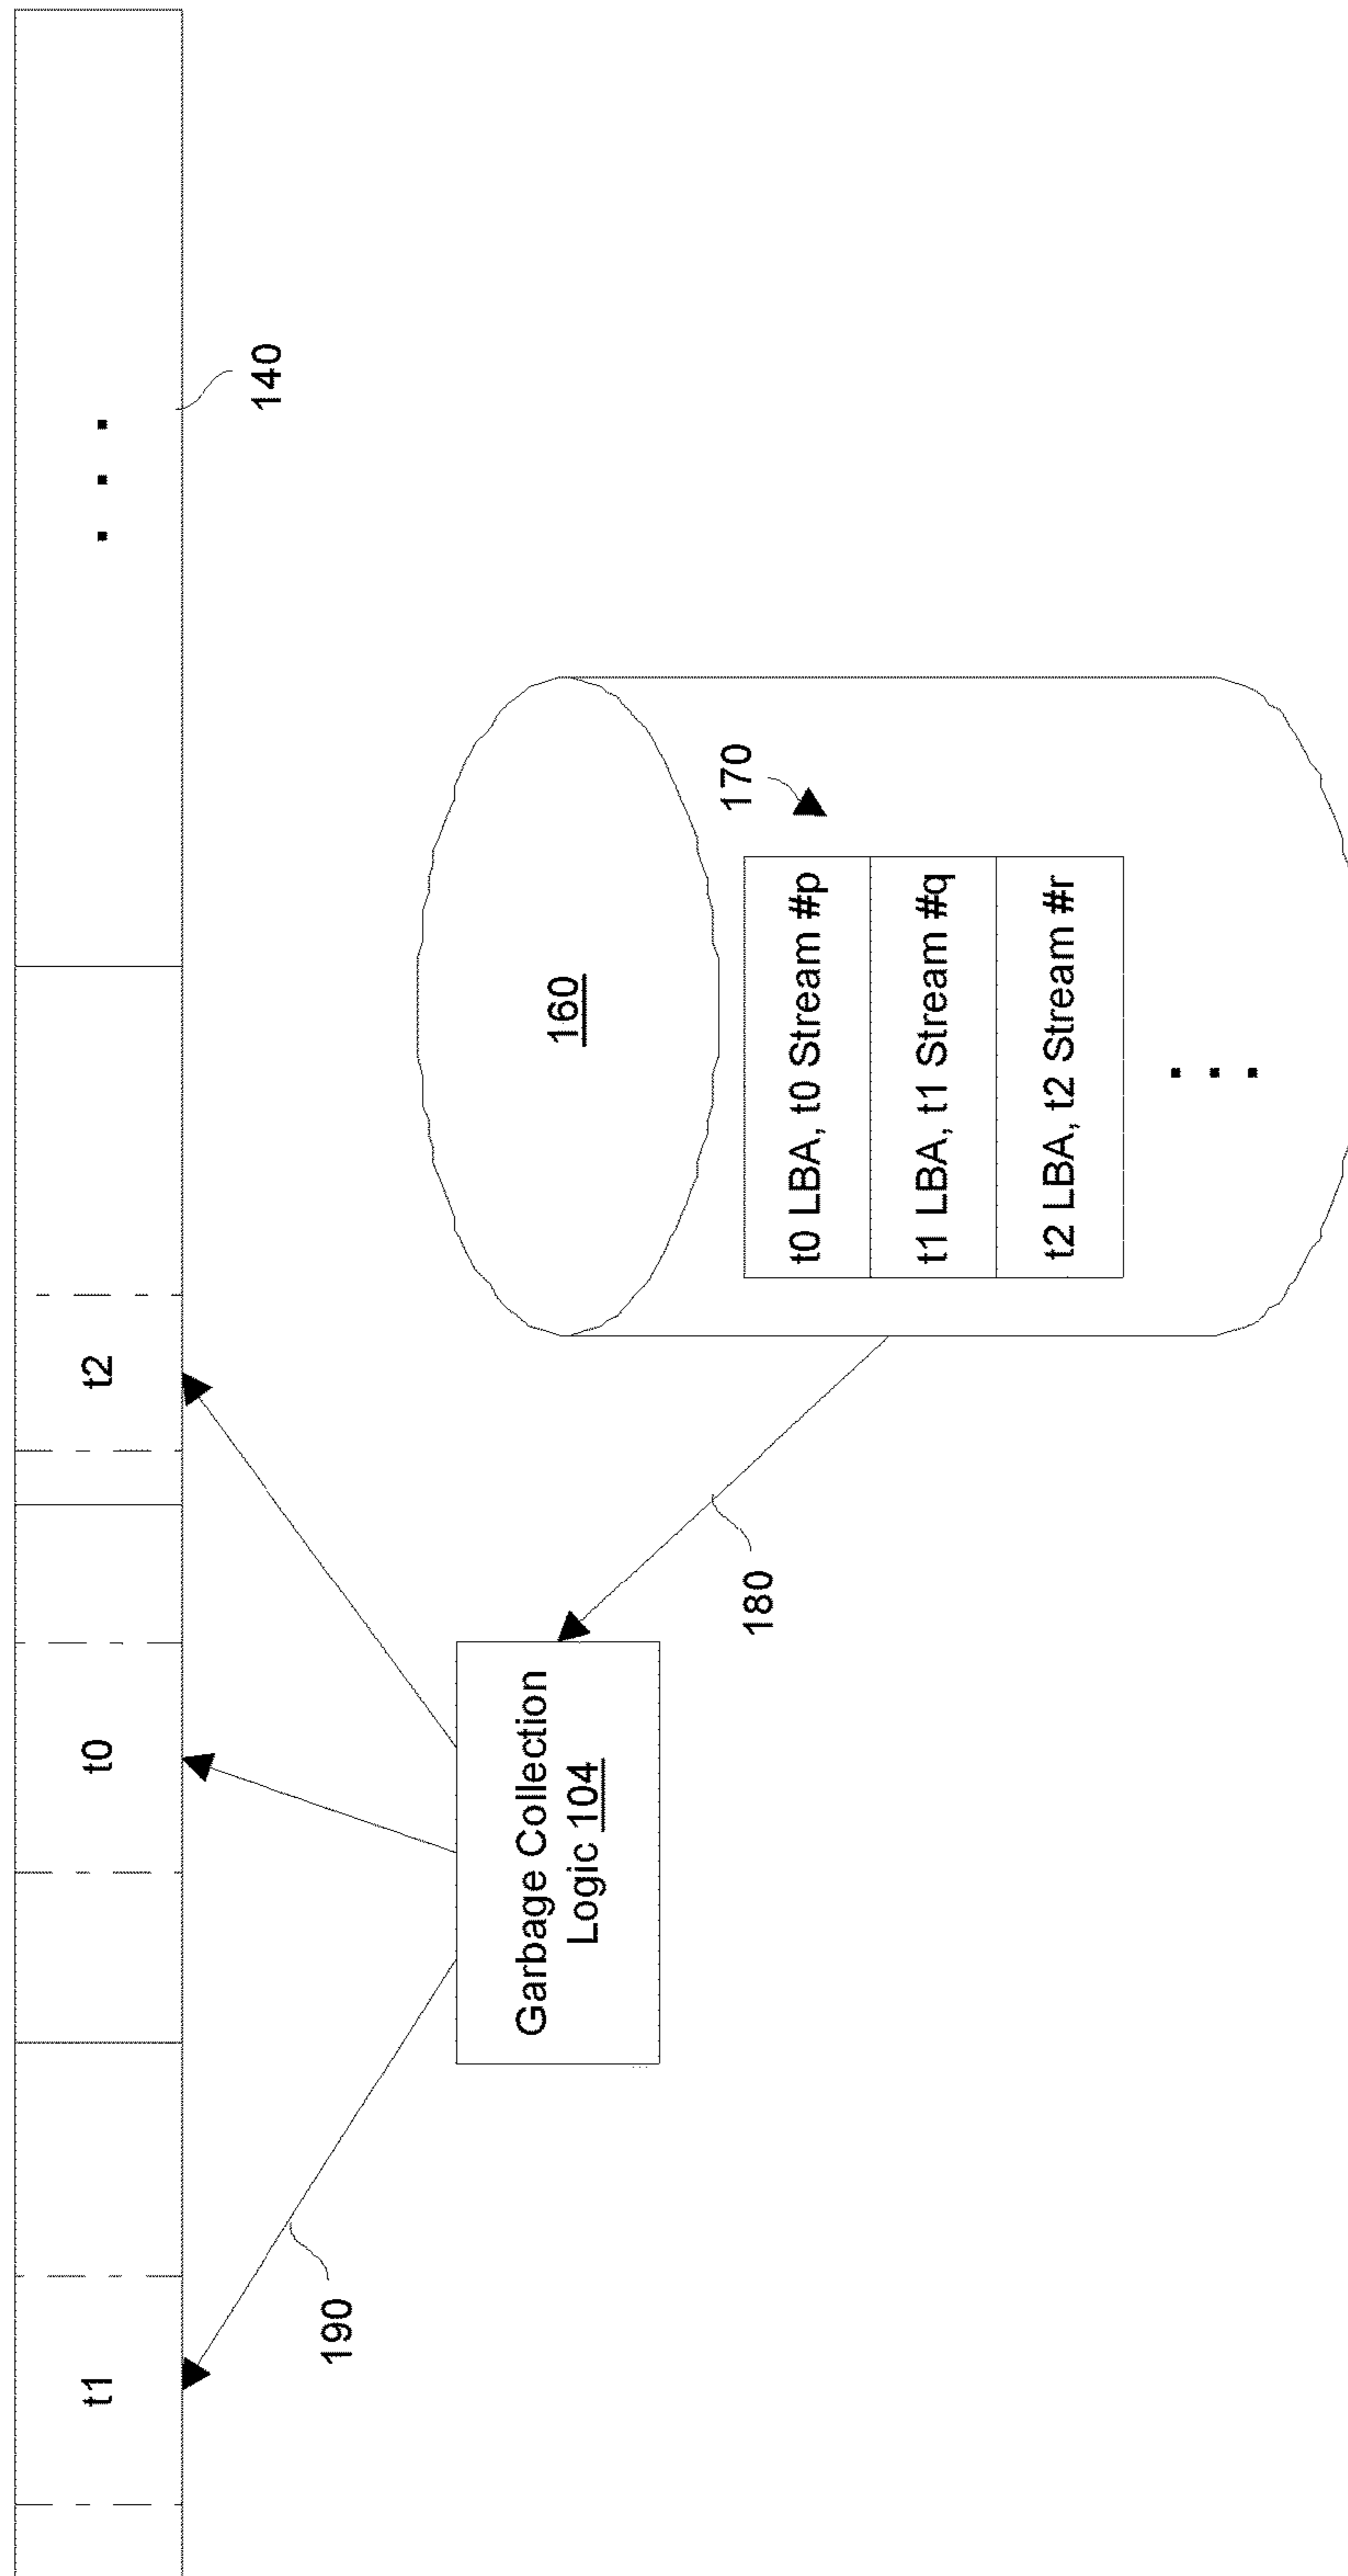 t1
t0
t2
. . .
140
190
Garbage Collection
Logic 104
180
160
170
t0 LBA, t0 Stream #p
t1 LBA, t1 Stream #q
t2 LBA, t2 Stream #r
. . .